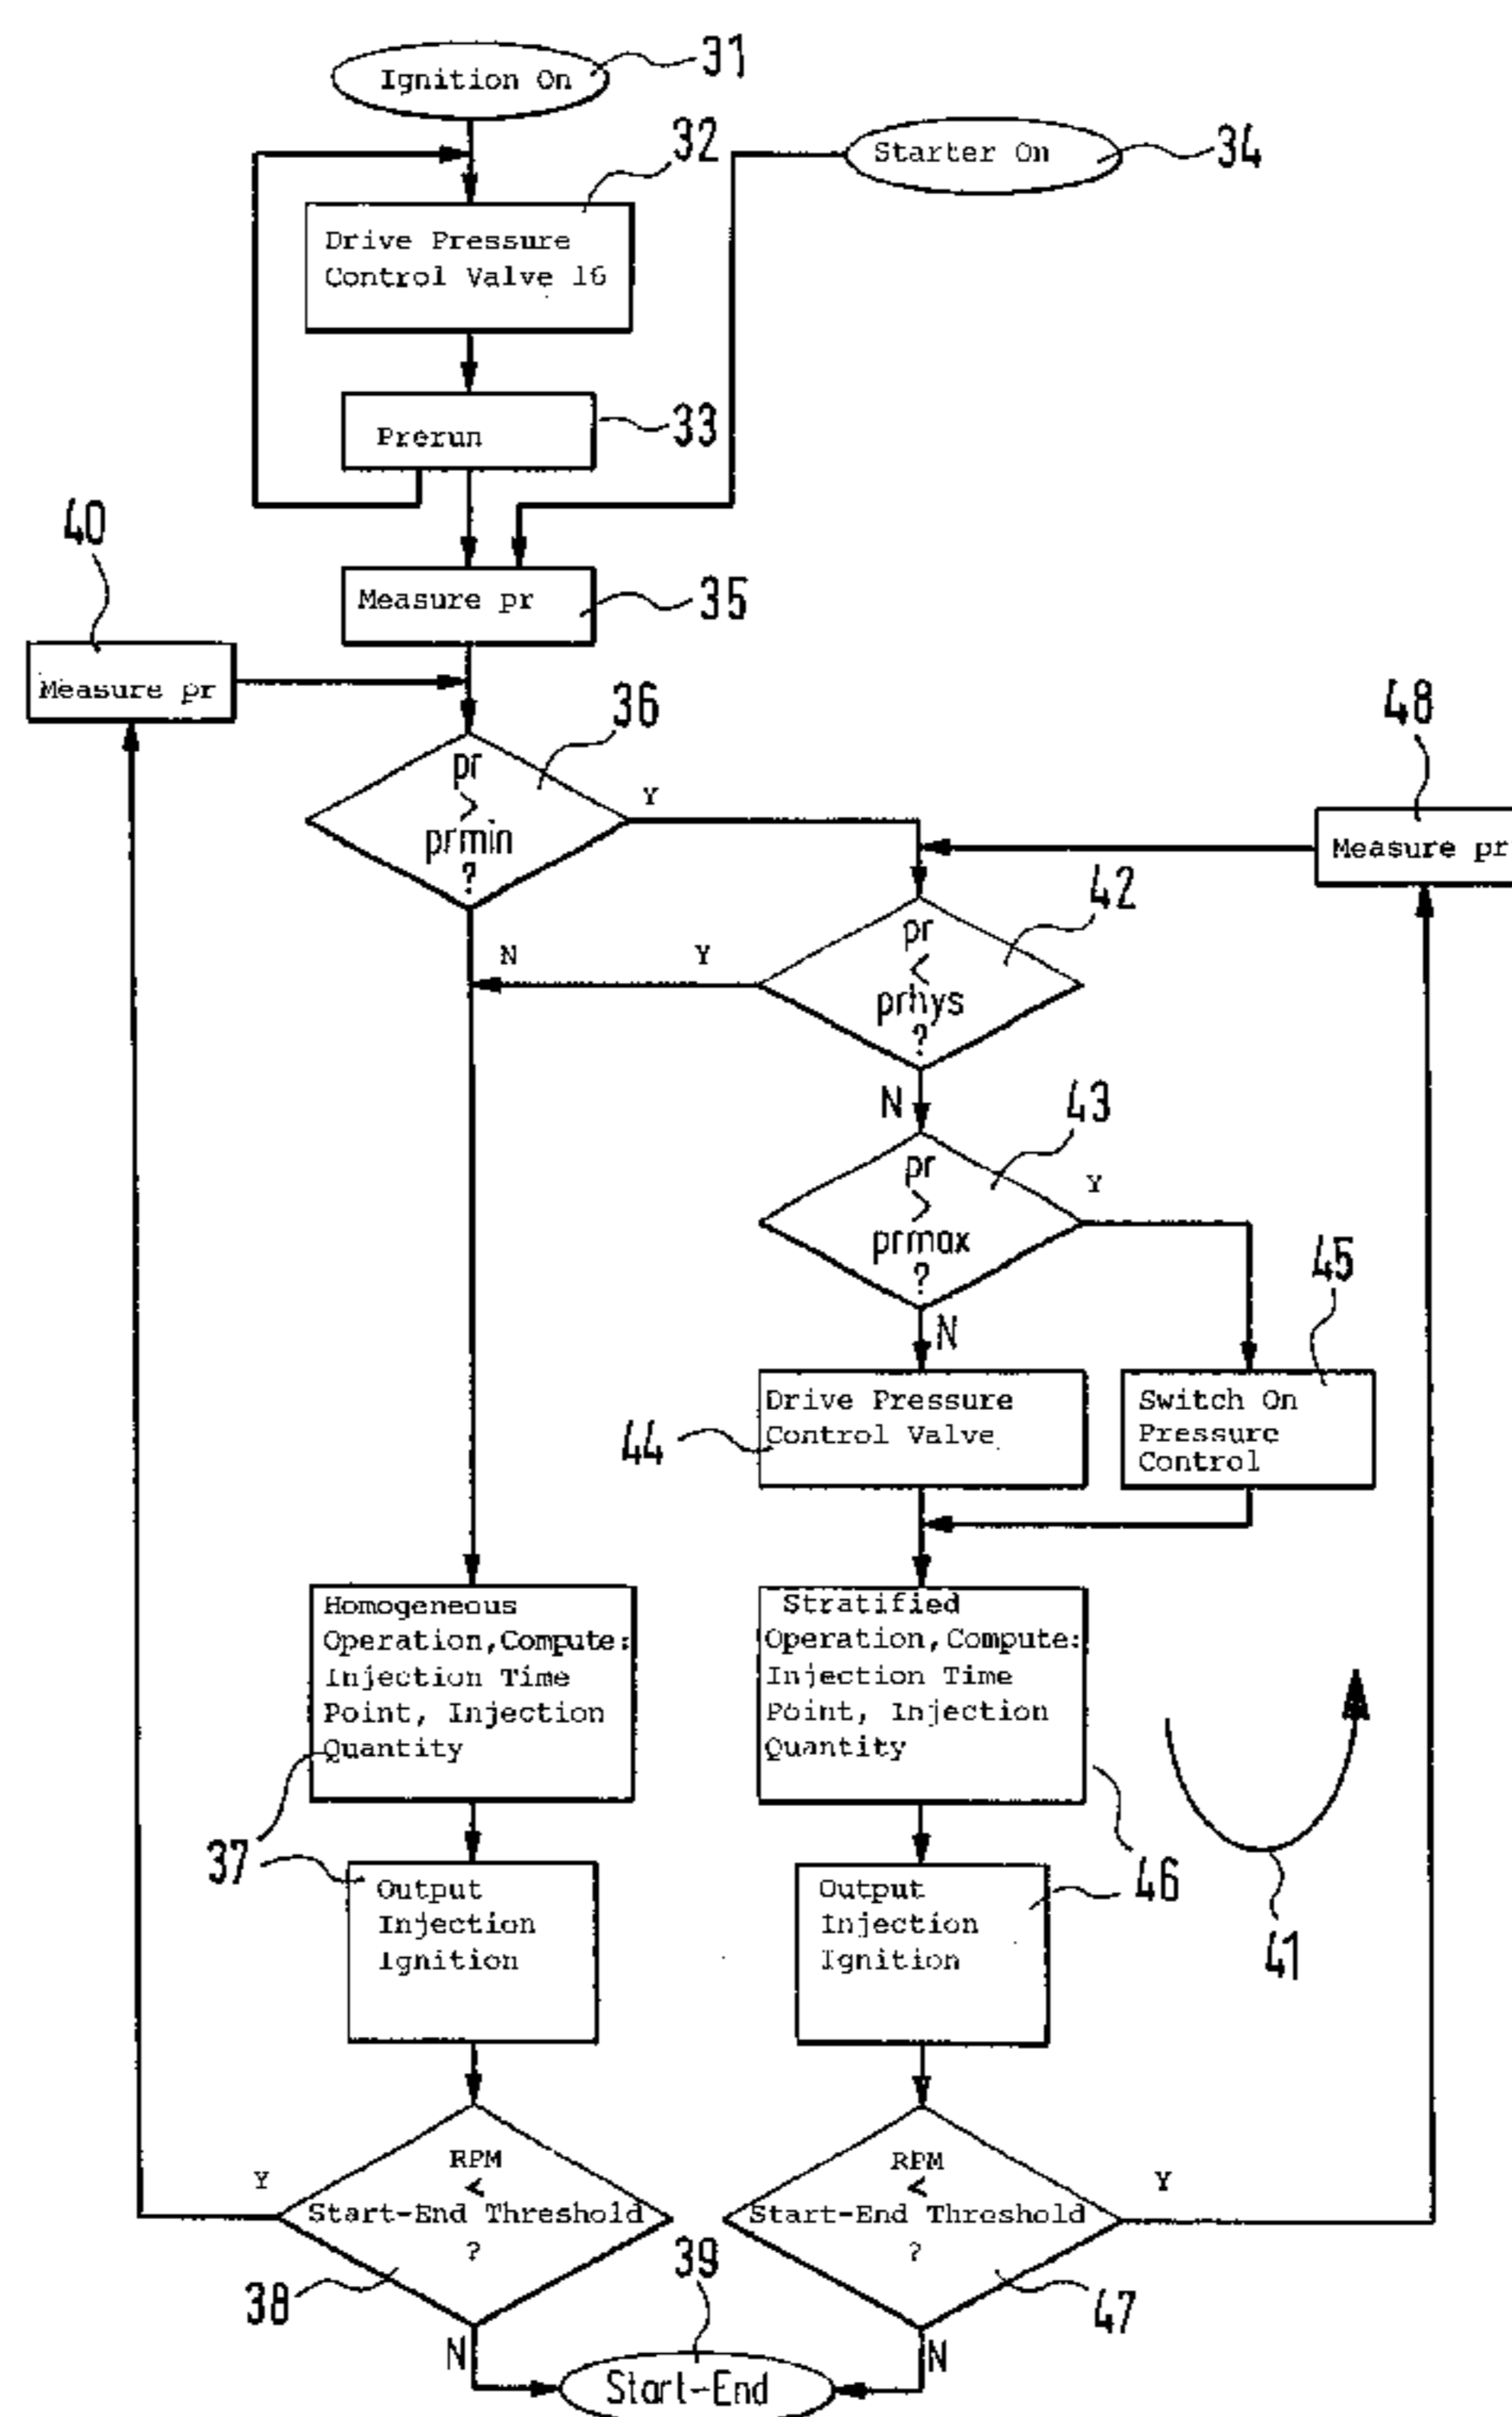 Ignition On
31
32
Starter On
34
Drive Pressure
Control Valve 16
Prerun
33
40
Measure pr
35
Measure pr
36
48
pr
>
prmin
?
Y
Measure pr
42
N
Y
pr
<
prhys
?
N
43
pr
>
prmax
?
Y
45
N
44
Drive Pressure
Control Valve
Switch On
Pressure
Control
Homogeneous
Operation, Compute:
Injection Time
Point, Injection
Quantity
Stratified
Operation, Compute:
Injection Time
Point, Injection
Quantity
37
Output
Injection
Ignition
Output
Injection
Ignition
46
41
Y
RPM
<
Start-End Threshold
?
RPM
<
Start-End Threshold
?
Y
38
39
47
N
Start-End
N